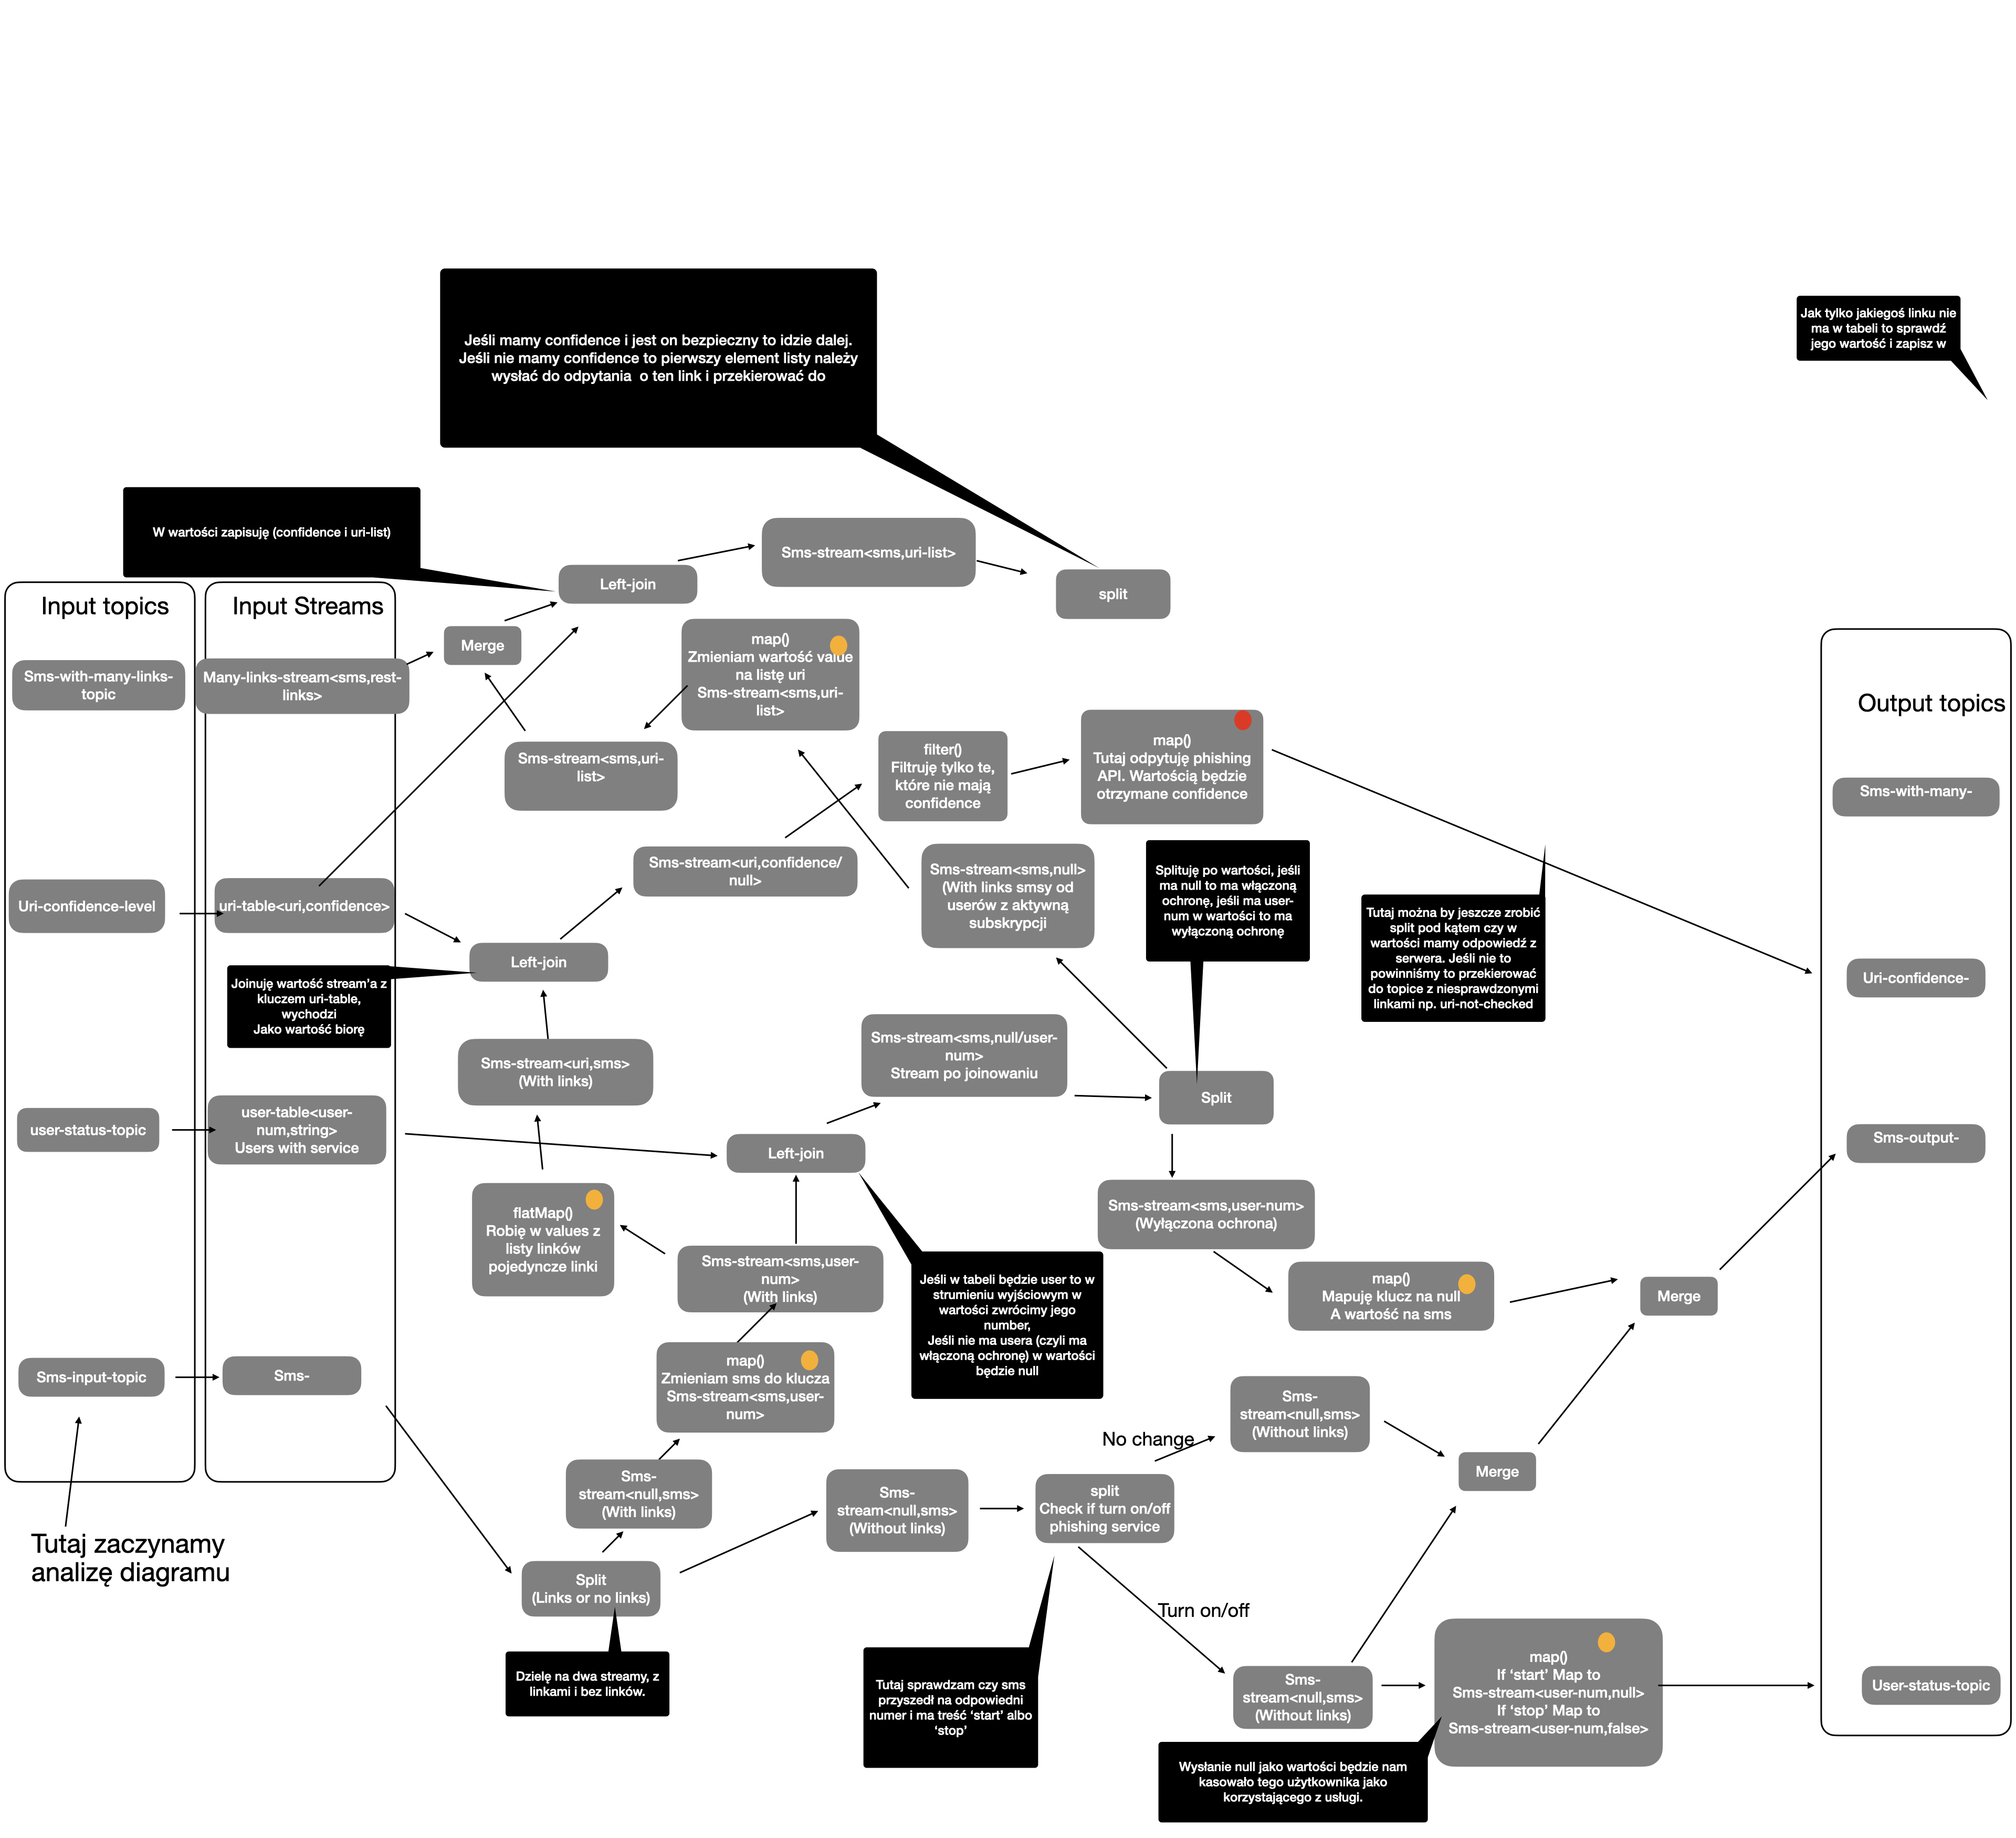 Jeśli mamy confidence i jest on bezpieczny to idzie dalej.
Jeśli nie mamy confidence to pierwszy element listy należy
wysłać do odpytania  o ten link i przekierować do
Jak tylko jakiegoś linku nie
ma w tabeli to sprawdź
jego wartość i zapisz w
W wartości zapisuję (confidence i uri-list)
Sms-stream<sms,uri-list>
Left-join
split
Input topics
Input Streams
Merge
map()
Zmieniam wartość value
na listę uri
Sms-stream<sms,uri-
list>
Sms-with-many-links-
topic
Many-links-stream<sms,rest-
links>
Output topics
Sms-stream<sms,uri-
list>
filter()
Filtruję tylko te,
które nie mają
confidence
map()
Tutaj odpytuję phishing
API. Wartością będzie
otrzymane confidence
Sms-with-many-
Sms-stream<uri,confidence/
null>
Sms-stream<sms,null>
(With links smsy od
userów z aktywną
subskrypcji
Splituję po wartości, jeśli
ma null to ma włączoną
ochronę, jeśli ma user-
num w wartości to ma
wyłączoną ochronę
Uri-confidence-level
uri-table<uri,confidence>
Tutaj można by jeszcze zrobić
split pod kątem czy w
wartości mamy odpowiedź z
serwera. Jeśli nie to
powinniśmy to przekierować
do topice z niesprawdzonymi
linkami np. uri-not-checked
Left-join
Uri-confidence-
Joinuję wartość stream’a z
kluczem uri-table,
wychodzi
Jako wartość biorę
Sms-stream<sms,null/user-
num>
Stream po joinowaniu
Sms-stream<uri,sms>
(With links)
Split
user-status-topic
user-table<user-
num,string>
Users with service
Left-join
Sms-output-
Sms-stream<sms,user-num>
(Wyłączona ochrona)
flatMap()
Robię w values z
listy linków
pojedyncze linki
Sms-stream<sms,user-
num>
(With links)
Jeśli w tabeli będzie user to w
strumieniu wyjściowym w
wartości zwrócimy jego
number,
Jeśli nie ma usera (czyli ma
włączoną ochronę) w wartości
będzie null
map()
Mapuję klucz na null
A wartość na sms
Merge
Sms-input-topic
Sms-
map()
Zmieniam sms do klucza
Sms-stream<sms,user-
num>
Sms-
stream<null,sms>
(Without links)
No change
Merge
Sms-
stream<null,sms>
(With links)
Sms-
stream<null,sms>
(Without links)
split
Check if turn on/off
phishing service
Tutaj zaczynamy
analizę diagramu
Split
(Links or no links)
Turn on/off
Dzielę na dwa streamy, z
linkami i bez linków.
Tutaj sprawdzam czy sms
przyszedł na odpowiedni
numer i ma treść ‘start’ albo
‘stop’
Sms-
stream<null,sms>
(Without links)
map()
If ‘start’ Map to
Sms-stream<user-num,null>
If ‘stop’ Map to
Sms-stream<user-num,false>
User-status-topic
Wysłanie null jako wartości będzie nam
kasowało tego użytkownika jako
korzystającego z usługi.